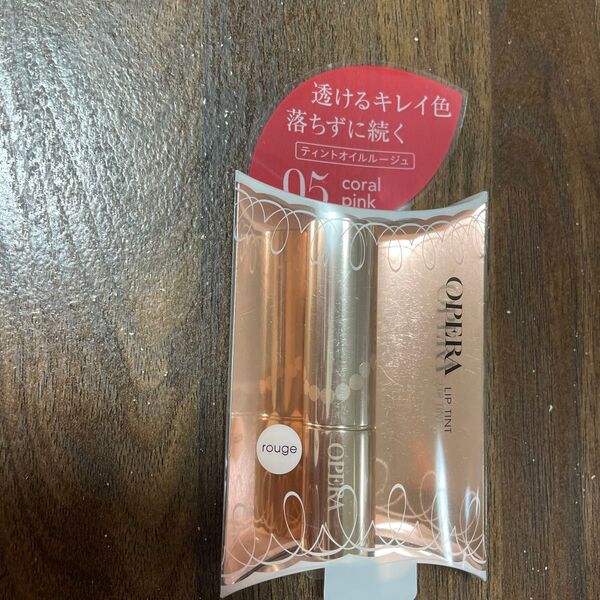 透けるキレイ色
落ちずに続く
ティントオイルルージュ
05 coral
pink
OPERA
LIP TINT
rouge
OPERA